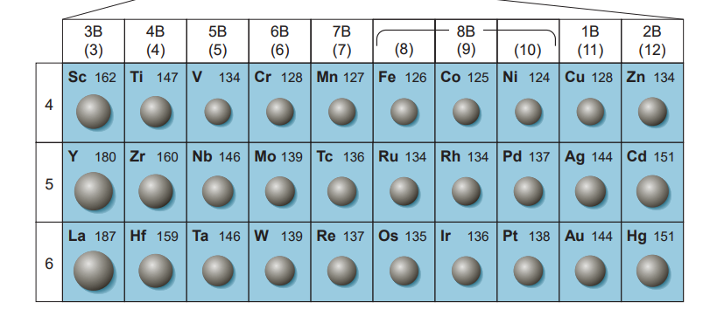 3B 4B 5B 6B 7B 8B 1B 2B
(3) (4) (5) (6) (7) (8) (9) (10) (11) (12)
4 Sc 162 Ti 147 V 134 Cr 128 Mn 127 Fe 126 Co 125 Ni 124 Cu 128 Zn 134
5 Y 180 Zr 160 Nb 146 Mo 139 Tc 136 Ru 134 Rh 134 Pd 137 Ag 144 Cd 151
6 La 187 Hf 159 Ta 146 W 139 Re 137 Os 135 Ir 136 Pt 138 Au 144 Hg 151